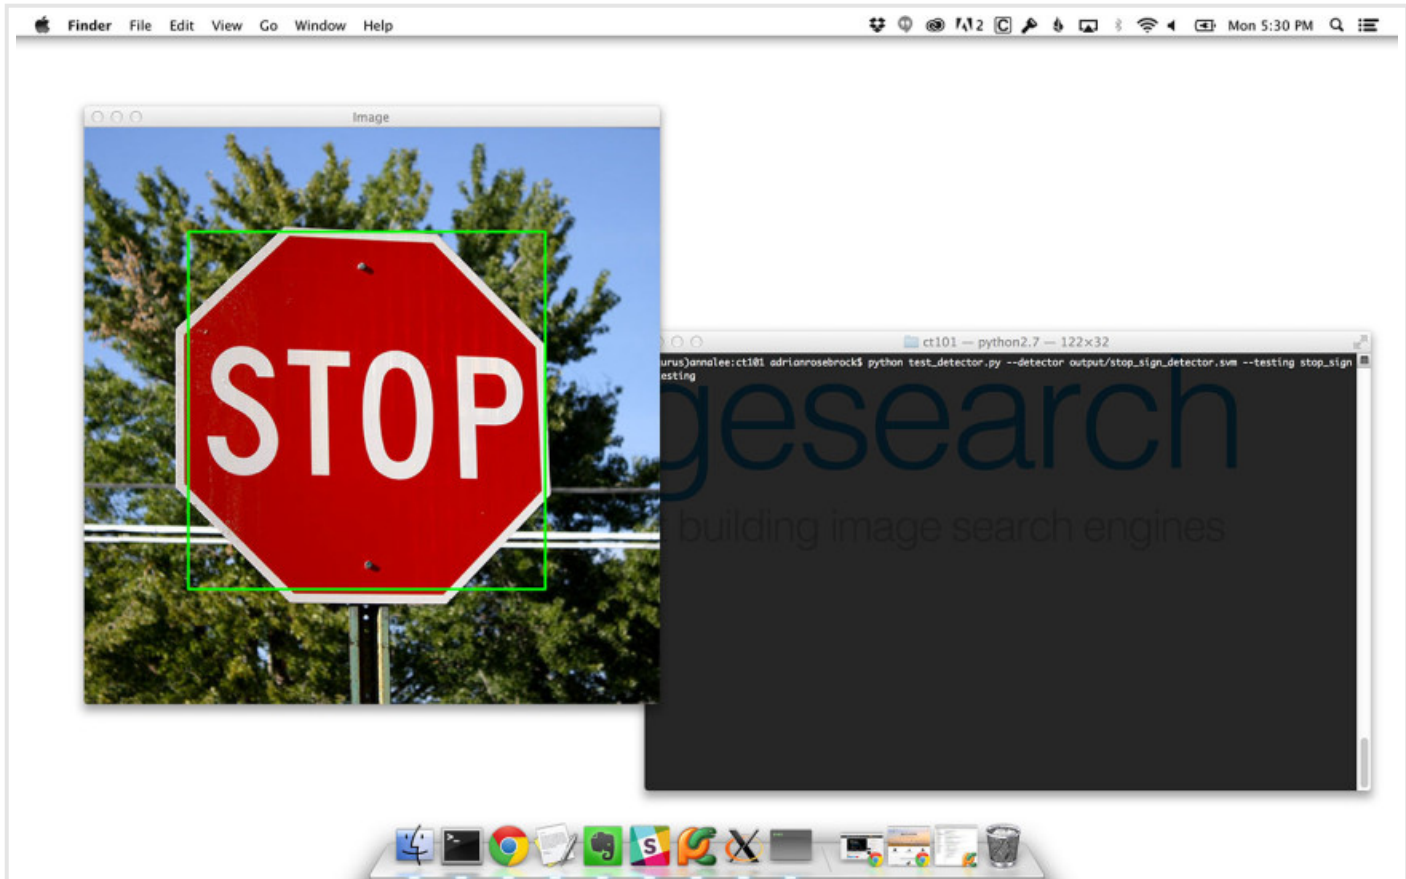 Finder File Edit View Go Window Help
2 Mon 5:30 PM
Image
STOP
ct101 — python2.7 — 122×32
urus)annalee:ct101 adrianrosebrock$ python test_detector.py --detector output/stop_sign_detector.svm --testing stop_sign
esting
gesearch
building image search engines
S